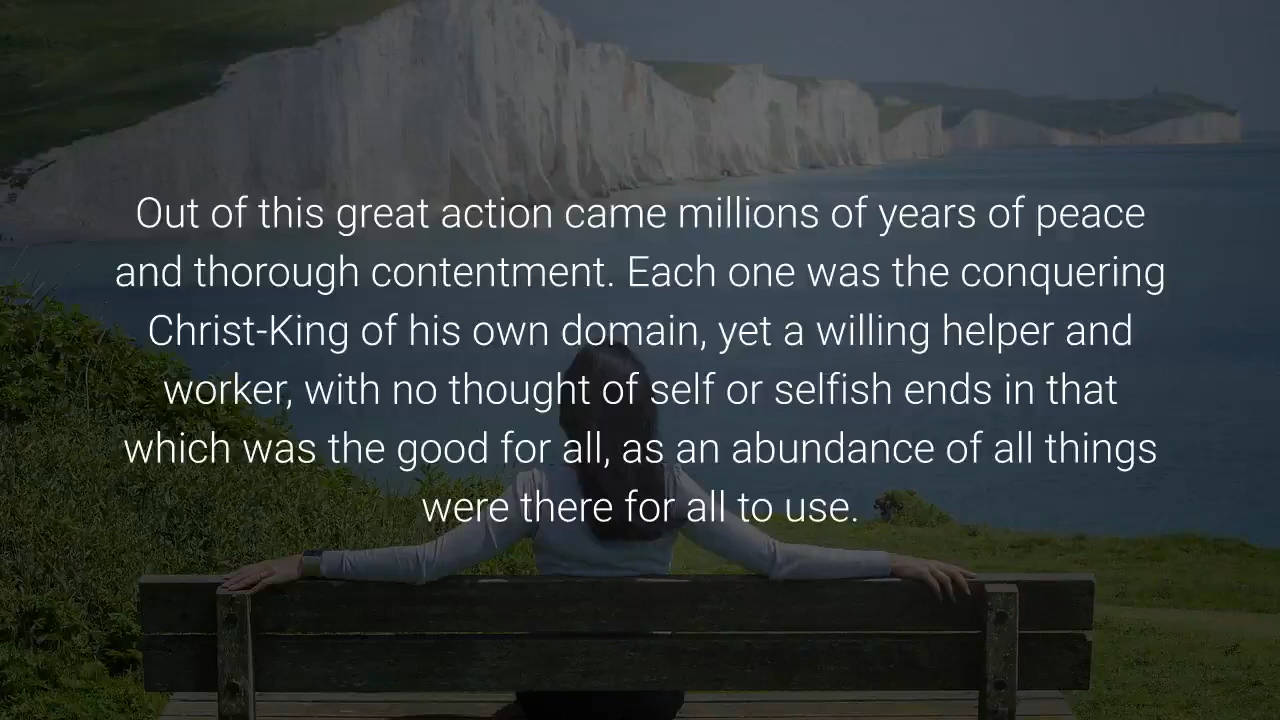 Out of this great action came millions of years of peace
and thorough contentment. Each one was the conquering
Christ-King of his own domain, yet a willing helper and
worker, with no thought of self or selfish ends in that
which was the good for all, as an abundance of all things
were there for all to use.